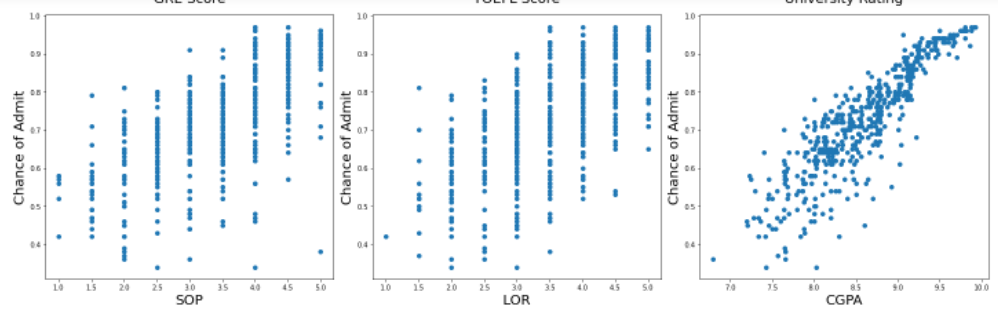 GRE Score TOEFL Score University Rating
1.0 1.0 1.0
0.9 0.9 0.9
0.8 0.8 0.8
0.7 0.7 0.7
0.6 0.6 0.6
0.5 0.5 0.5
0.4 0.4 0.4
Chance of Admit Chance of Admit Chance of Admit
1.0 1.5 2.0 2.5 3.0 3.5 4.0 4.5 5.0 1.0 1.5 2.0 2.5 3.0 3.5 4.0 4.5 5.0 7.0 7.5 8.0 8.5 9.0 9.5 10.0
SOP LOR CGPA